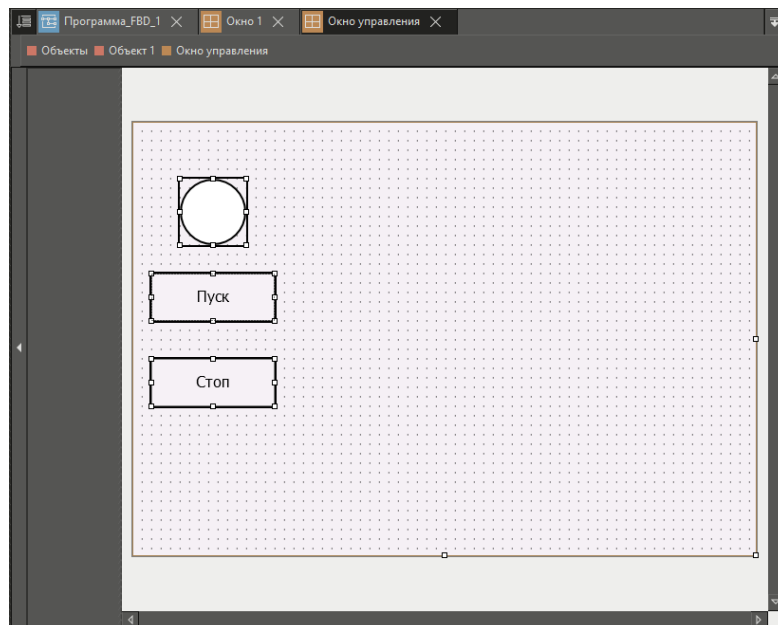 Программа_FBD_1 Окно 1 Окно управления
Объекты Объект 1 Окно управления
Пуск
Стоп